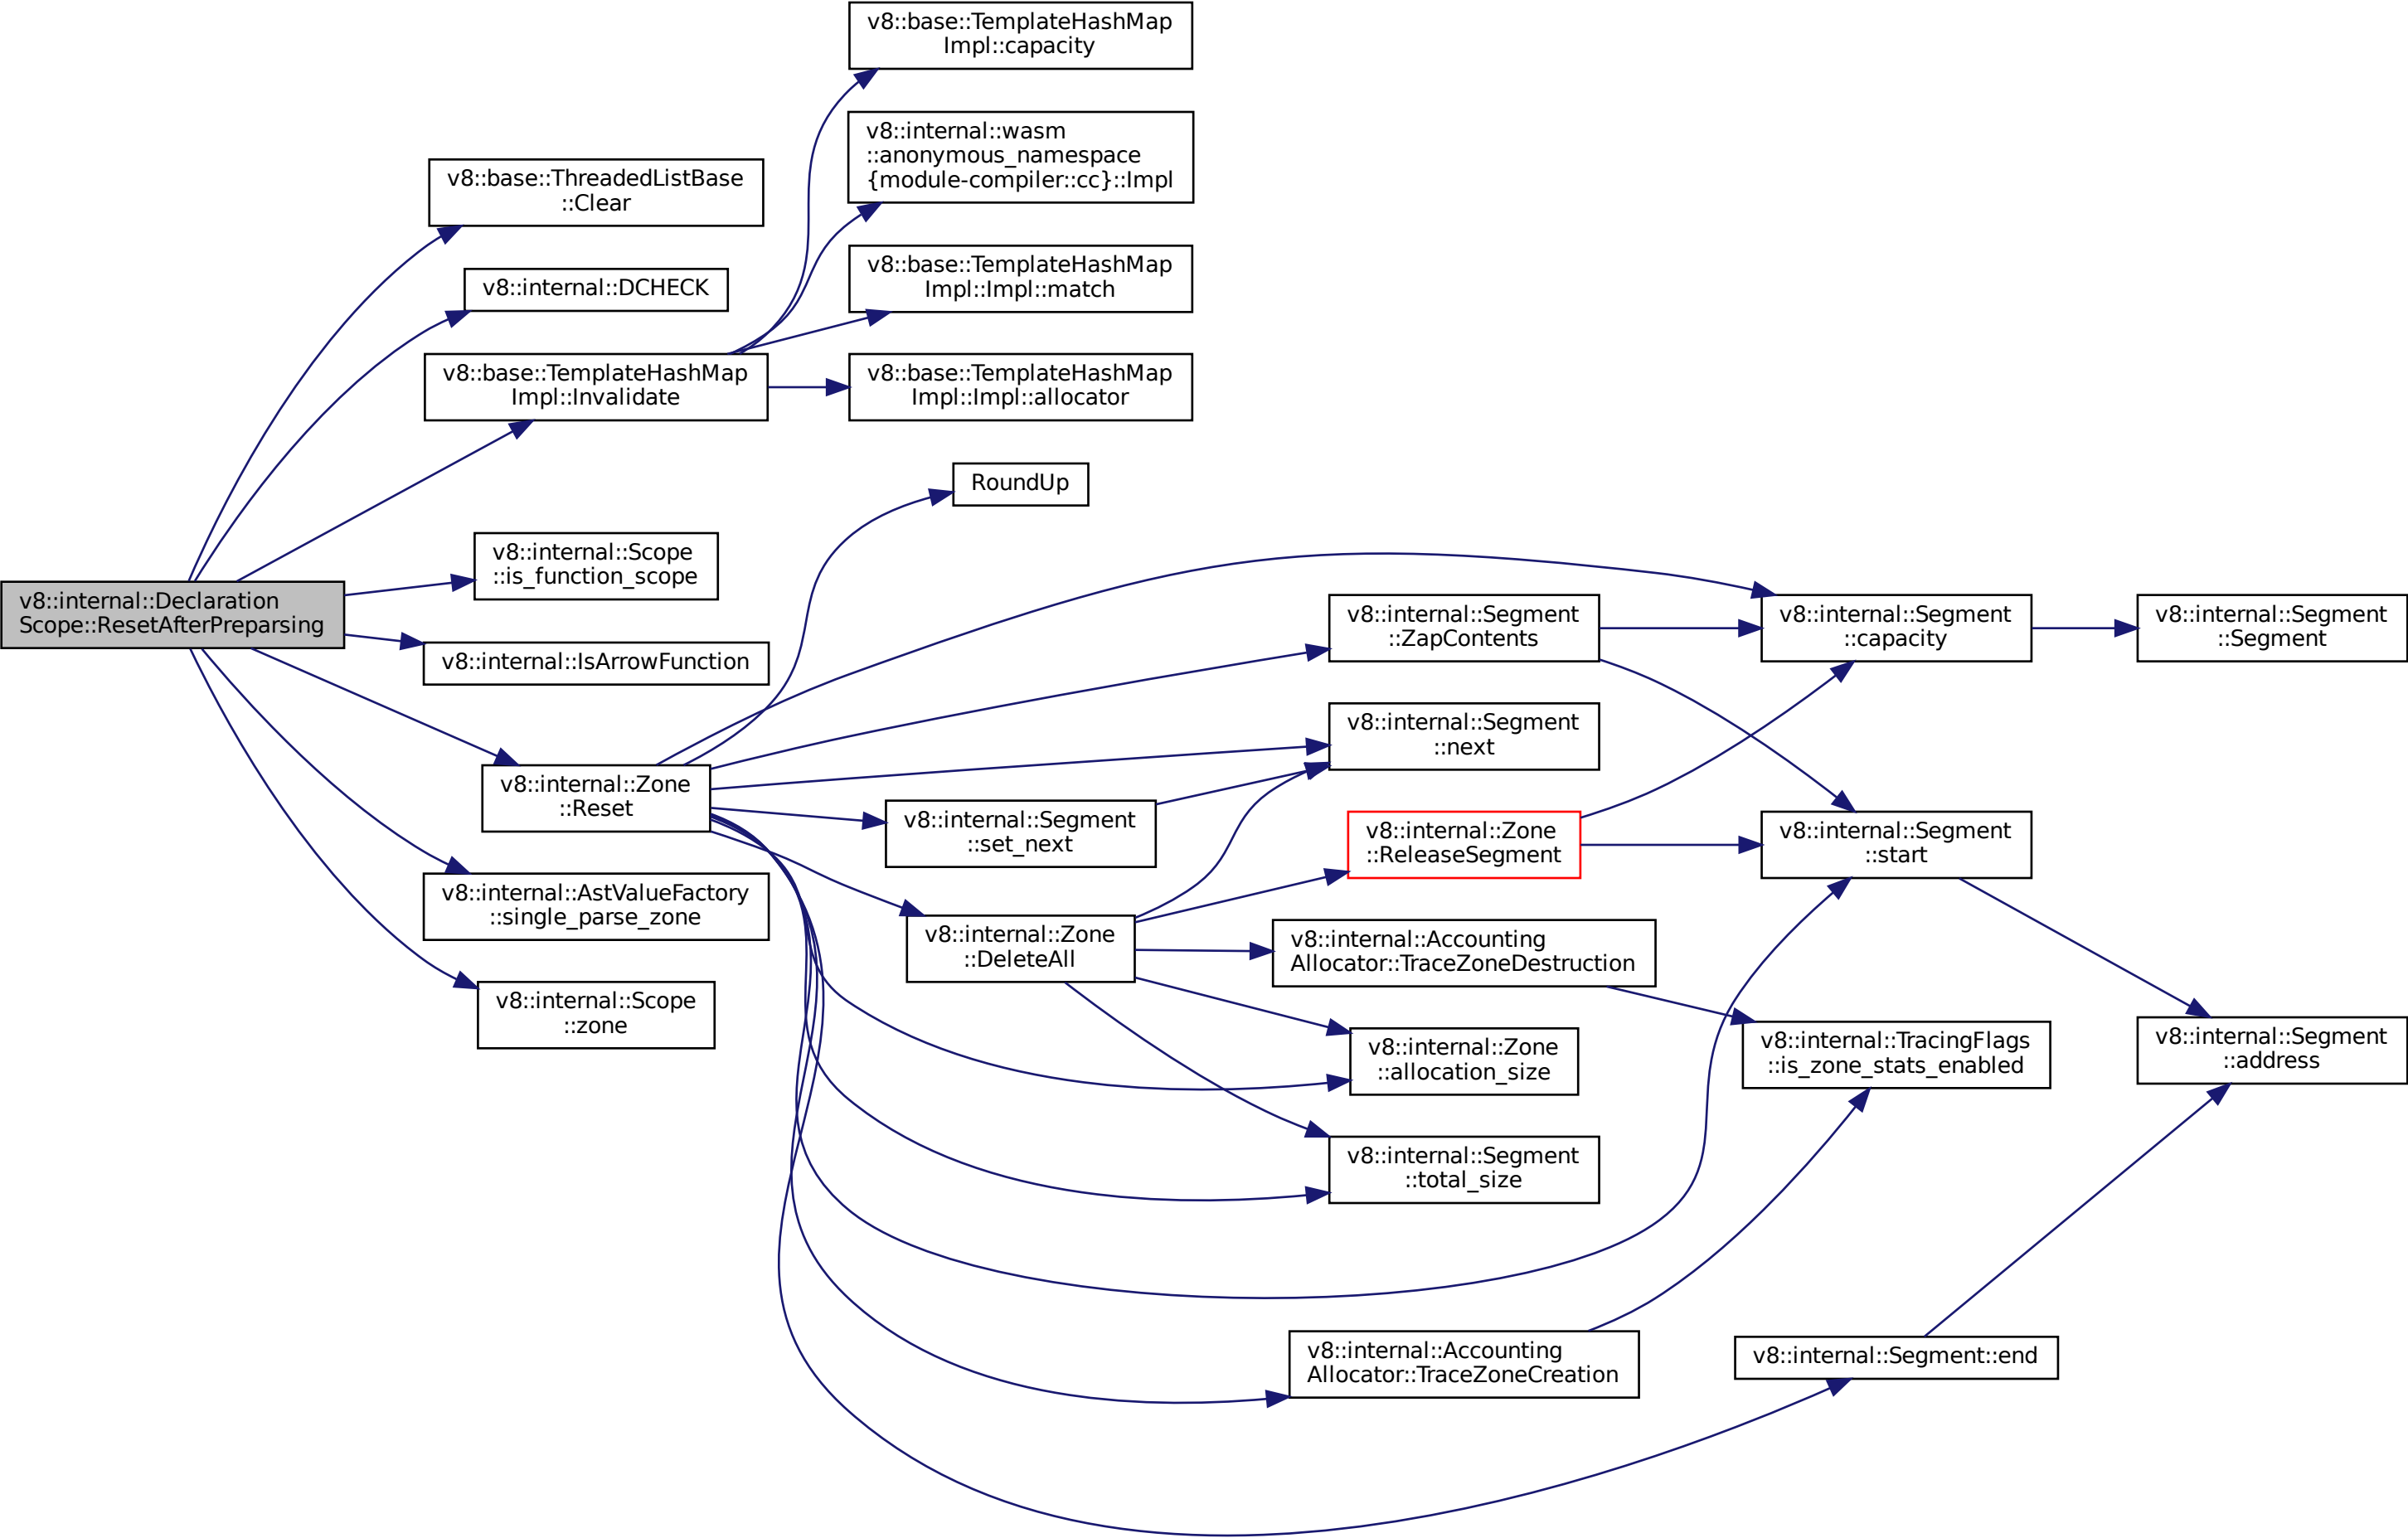 v8::internal::Declaration
Scope::ResetAfterPreparsing
v8::base::ThreadedListBase
::Clear
v8::internal::DCHECK
v8::base::TemplateHashMap
Impl::Invalidate
v8::internal::Scope
::is_function_scope
v8::internal::IsArrowFunction
v8::internal::Zone
::Reset
v8::internal::AstValueFactory
::single_parse_zone
v8::internal::Scope
::zone
v8::base::TemplateHashMap
Impl::capacity
v8::internal::wasm
::anonymous_namespace
{module-compiler::cc}::Impl
v8::base::TemplateHashMap
Impl::Impl::match
v8::base::TemplateHashMap
Impl::Impl::allocator
RoundUp
v8::internal::Segment
::set_next
v8::internal::Zone
::DeleteAll
v8::internal::Segment
::ZapContents
v8::internal::Segment
::next
v8::internal::Zone
::ReleaseSegment
v8::internal::Accounting
Allocator::TraceZoneDestruction
v8::internal::Zone
::allocation_size
v8::internal::Segment
::total_size
v8::internal::Accounting
Allocator::TraceZoneCreation
v8::internal::Segment
::capacity
v8::internal::Segment
::start
v8::internal::TracingFlags
::is_zone_stats_enabled
v8::internal::Segment::end
v8::internal::Segment
::Segment
v8::internal::Segment
::address